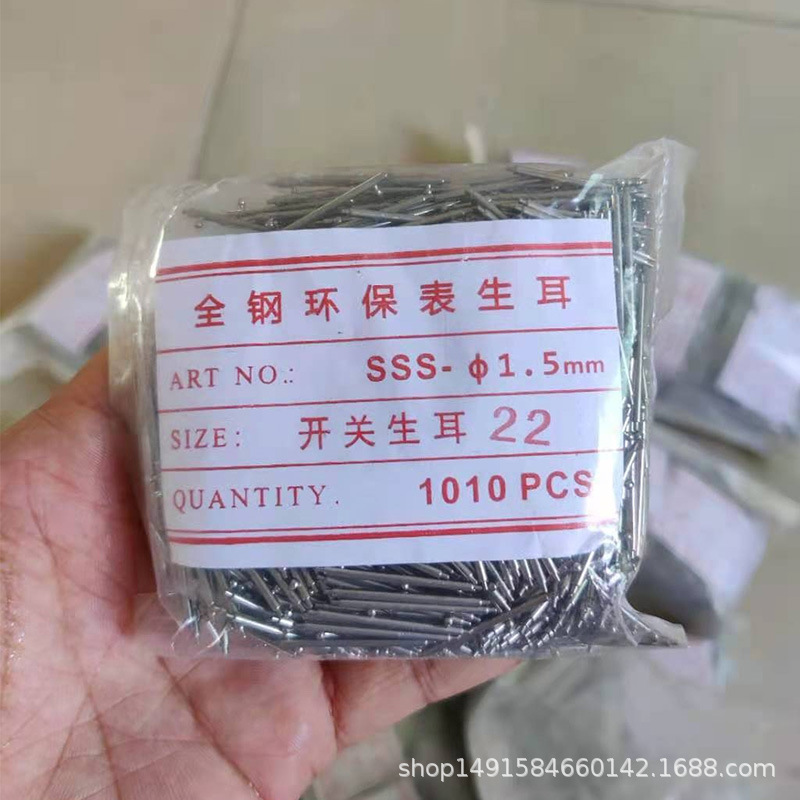 全钢环保表生耳
ART NO.: SSS-ϕ1.5mm
SIZE: 开关生耳 22
QUANTITY. 1010 PCS
shop1491584660142.1688.com